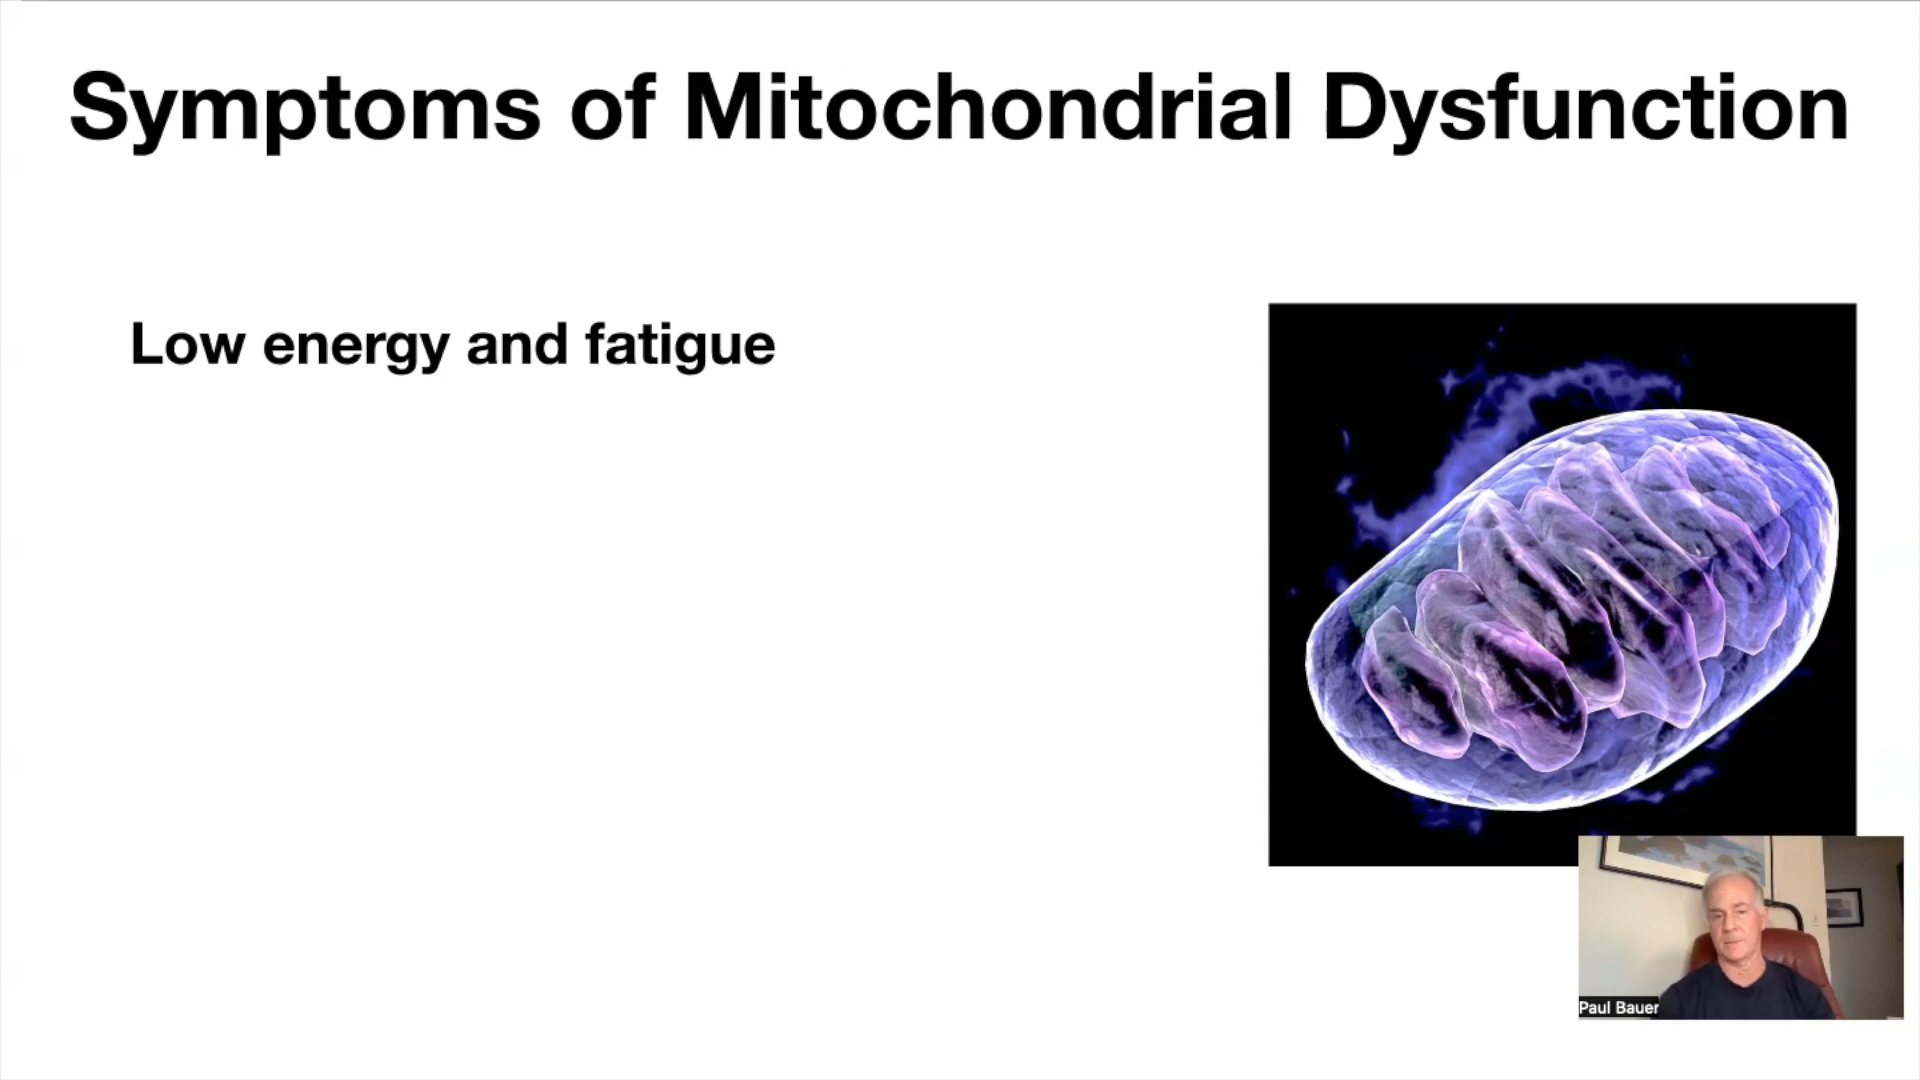 Symptoms of Mitochondrial Dysfunction
Low energy and fatigue
Paul Bauer